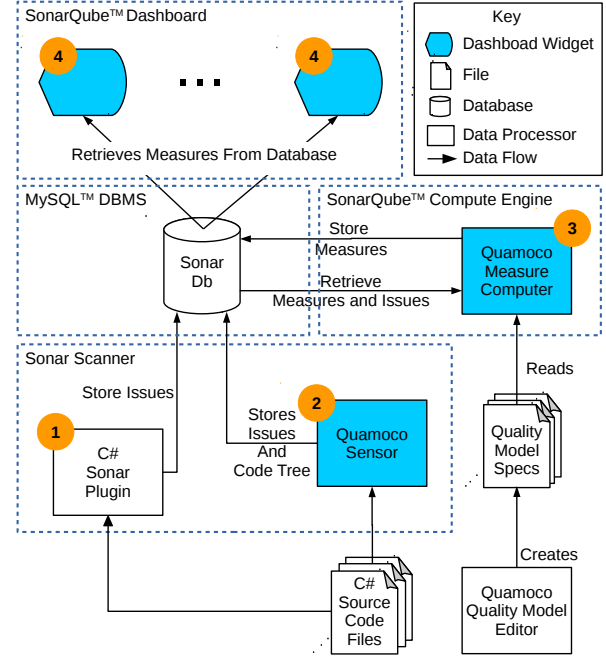 SonarQube™ Dashboard
4
4
Retrieves Measures From Database
Key
Dashboad Widget
File
Database
Data Processor
Data Flow
MySQL™ DBMS
Sonar
Db
SonarQube™ Compute Engine
Store
Measures
Retrieve
Measures and Issues
3
Quamoco
Measure
Computer
Sonar Scanner
Store Issues
1
C#
Sonar
Plugin
Stores
Issues
And
Code Tree
2
Quamoco
Sensor
Reads
Quality
Model
Specs
Creates
C#
Source
Code
Files
Quamoco
Quality Model
Editor